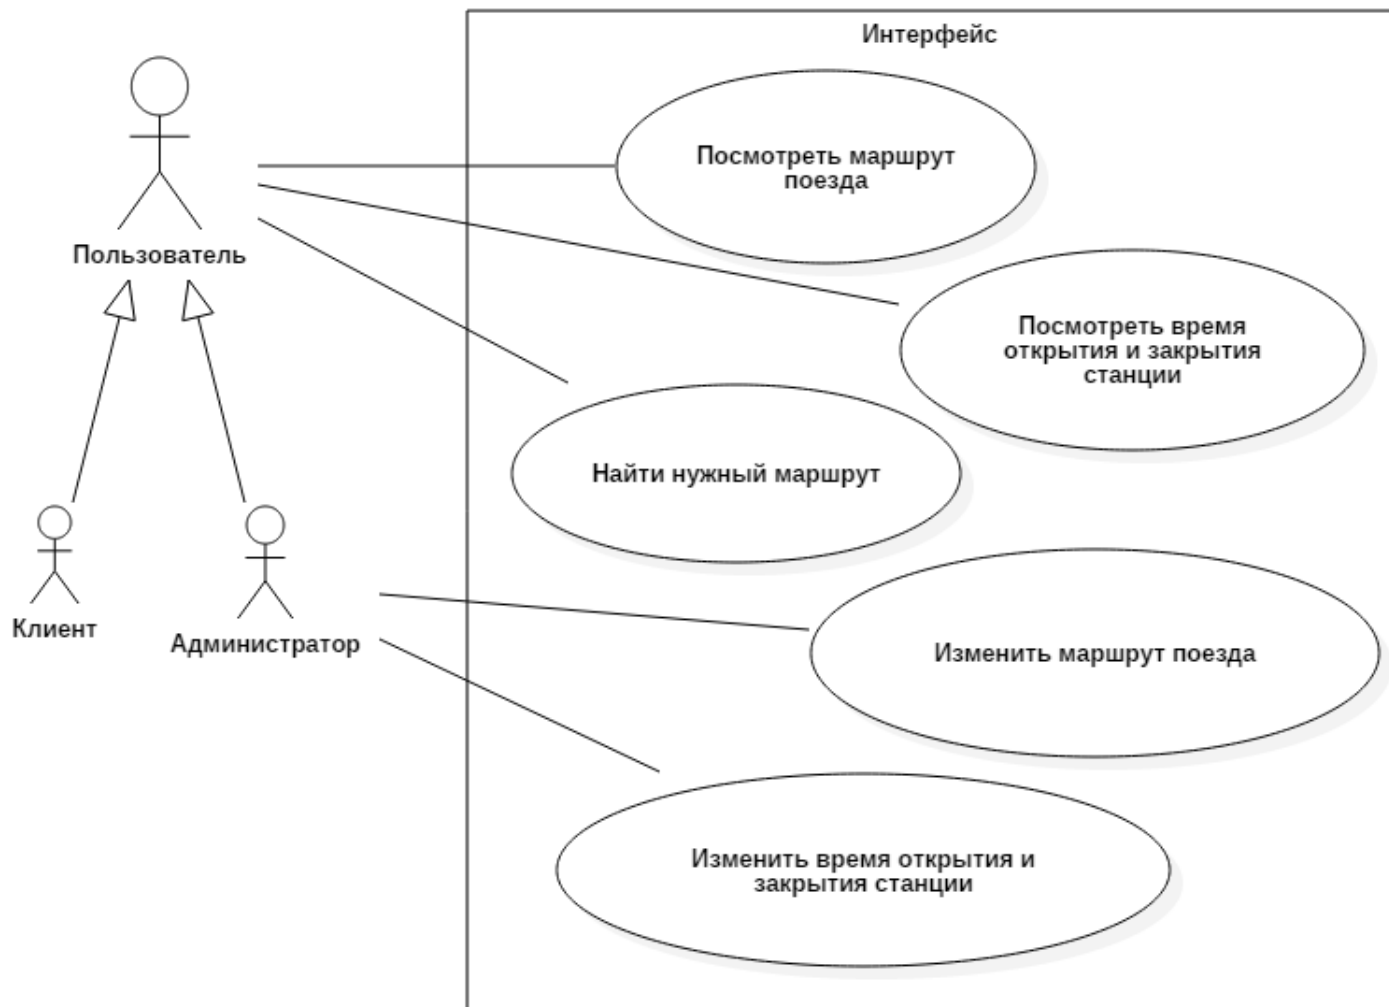 Интерфейс
Посмотреть маршрут
поезда
Пользователь
Посмотреть время
открытия и закрытия
станции
Найти нужный маршрут
Клиент
Администратор
Изменить маршрут поезда
Изменить время открытия и
закрытия станции